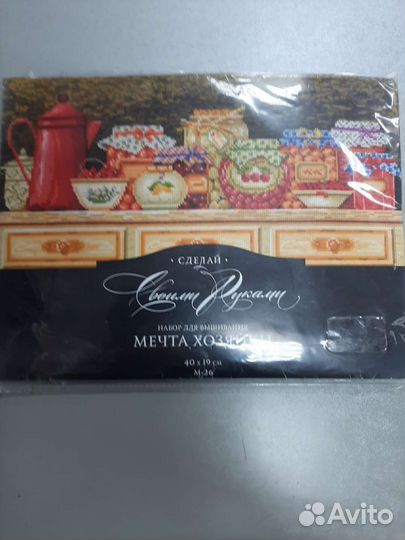 · СДЕЛАЙ ·
Своими Руками
НАБОР ДЛЯ ВЫШИВАНИЯ
МЕЧТА ХОЗЯЙКИ
40 x 19 см
М-26
Avito